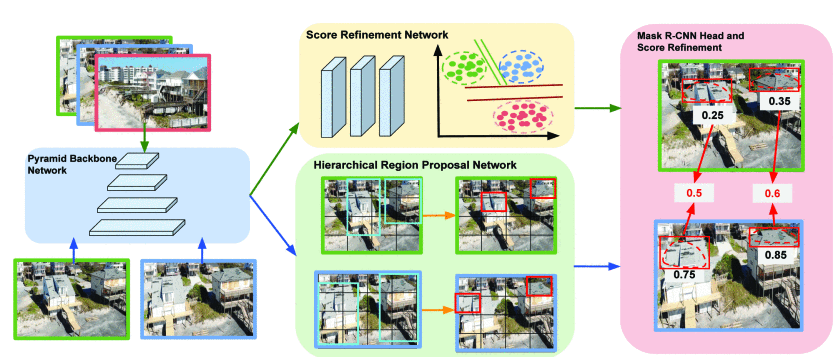 Score Refinement Network
Mask R-CNN Head and
Score Refinement
0.35
0.25
Pyramid Backbone
Network
Hierarchical Region Proposal Network
0.5
0.6
0.85
0.75